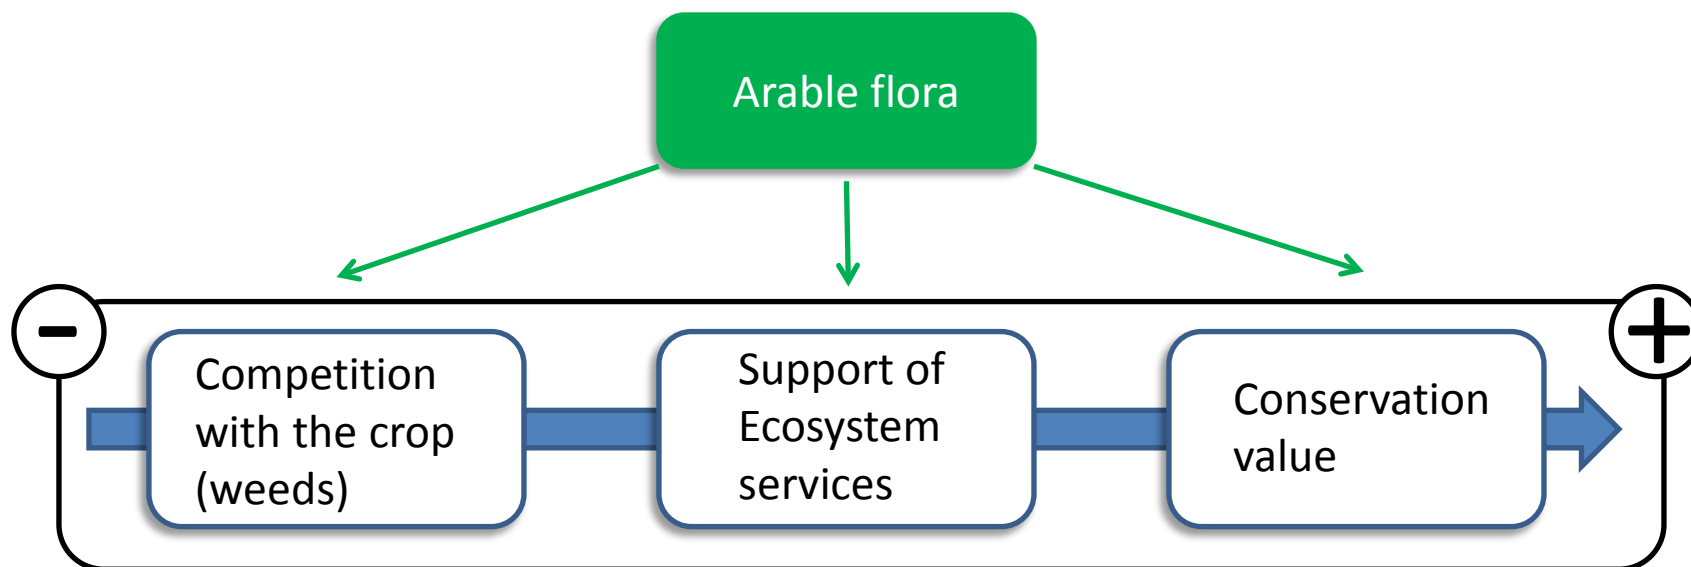 Arable flora
-
+
Competition
with the crop
(weeds)
Support of
Ecosystem
services
Conservation
value